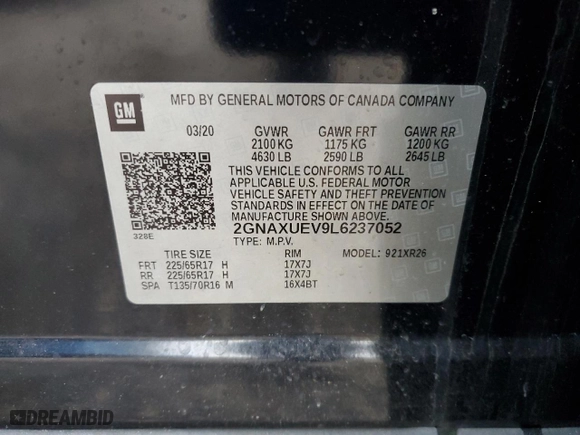 GM
MFD BY GENERAL MOTORS OF CANADA COMPANY
03/20 GVWR GAWR FRT GAWR RR
2100 KG 1175 KG 1200 KG
4630 LB 2590 LB 2645 LB
THIS VEHICLE CONFORMS TO ALL
APPLICABLE U.S. FEDERAL MOTOR
VEHICLE SAFETY AND THEFT PREVENTION
STANDARDS IN EFFECT ON THE DATE OF
MANUFACTURE SHOWN ABOVE.
2GNAXUEV9L6237052
328E TYPE: M.P.V. MODEL: 921XR26
TIRE SIZE RIM
FRT 225/65R17 H 17X7J
RR 225/65R17 H 17X7J
SPA T135/70R16 M 16X4BT
DREAMBID